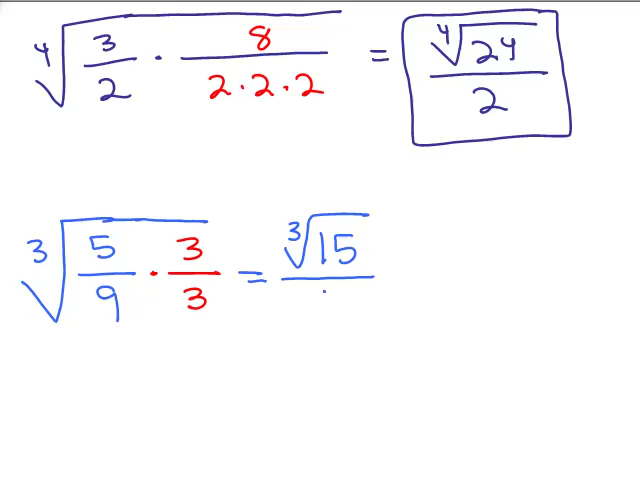 ⁴√(3/2 · 8/(2·2·2)) = ⁴√24/2
³√(5/9 · 3/3) = ³√15/